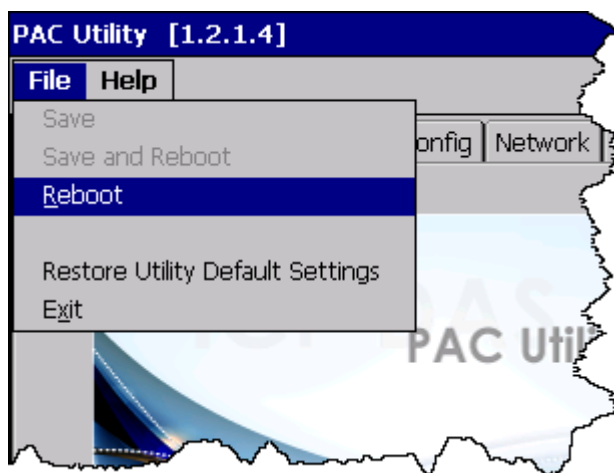 PAC Utility [1.2.1.4]
File Help
Save
Save and Reboot
onfig Network
Reboot
Restore Utility Default Settings
Exit
PAC Utili